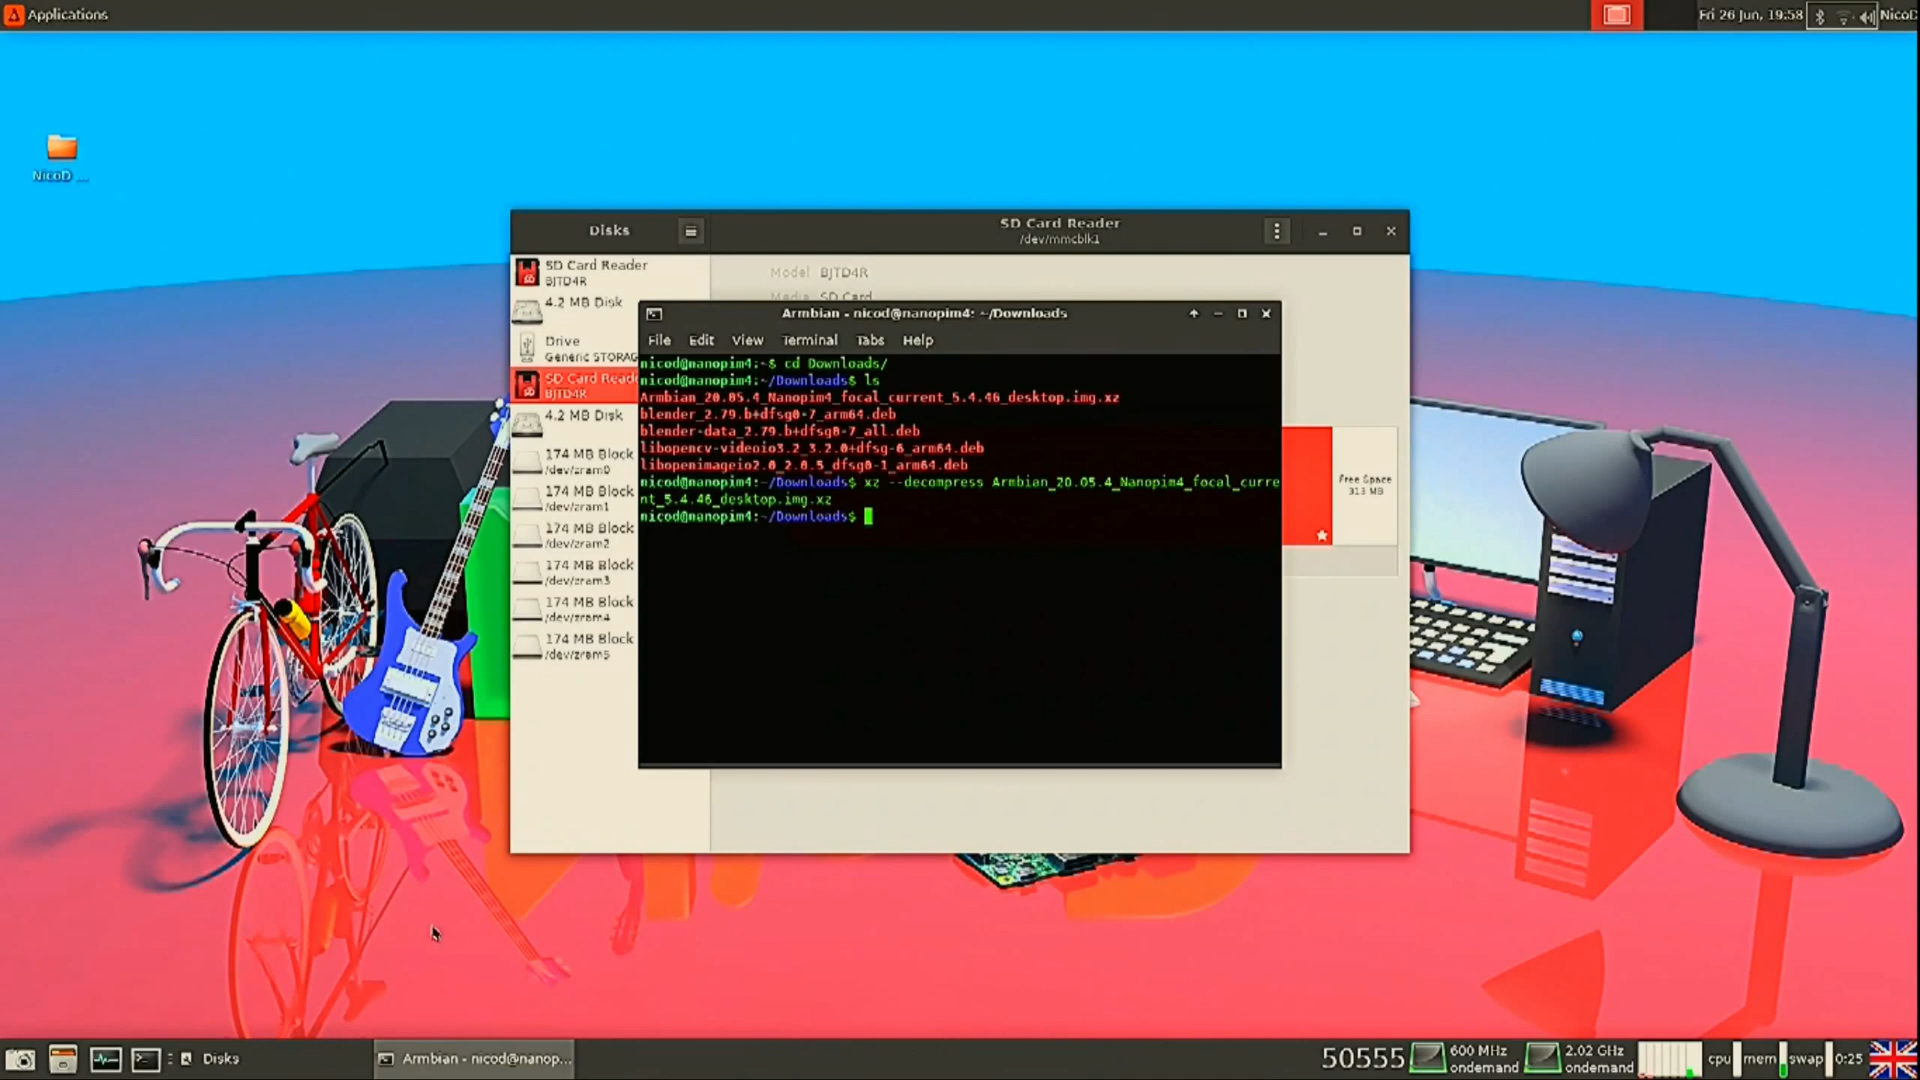 Applications
Fri 26 Jun, 19:58
NicoD
NicoD ...
Disks
SD Card Reader
/dev/mmcblk1
SD Card Reader
BJTD4R
4.2 MB Disk
Drive
Generic STORAG
SD Card Read
BJTD4R
4.2 MB Disk
174 MB Block
/dev/zram0
174 MB Block
/dev/zram1
174 MB Block
/dev/zram2
174 MB Block
/dev/zram3
174 MB Block
/dev/zram4
174 MB Block
/dev/zram5
Model BJTD4R
Media SD Card
Armbian - nicod@nanopim4: ~/Downloads
File Edit View Terminal Tabs Help
nicod@nanopim4:~$ cd Downloads/
nicod@nanopim4:~/Downloads$ ls
Armbian_20.05.4_Nanopim4_focal_current_5.4.46_desktop.img.xz
blender_2.79.b+dfsg0-7_arm64.deb
blender-data_2.79.b+dfsg0-7_all.deb
libopencv-videoio3.2_3.2.0+dfsg-6_arm64.deb
libopenimageio2.0_2.0.5_dfsg0-1_arm64.deb
nicod@nanopim4:~/Downloads$ xz --decompress Armbian_20.05.4_Nanopim4_focal_curre
nt_5.4.46_desktop.img.xz
nicod@nanopim4:~/Downloads$
Free Space
313 MB
Disks
Armbian - nicod@nanop...
50555
600 MHz
ondemand
2.02 GHz
ondemand
cpu
mem
swap
0:25